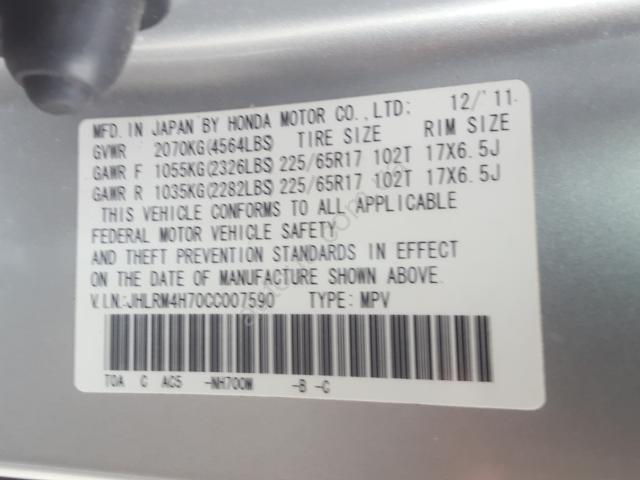 MFD. IN JAPAN BY HONDA MOTOR CO.,LTD: 12/'11
GVWR 2070KG(4564LBS) TIRE SIZE RIM SIZE
GAWR F 1055KG(2326LBS) 225/65R17 102T 17X6.5J
GAWR R 1035KG(2282LBS) 225/65R17 102T 17X6.5J
THIS VEHICLE CONFORMS TO ALL APPLICABLE
FEDERAL MOTOR VEHICLE SAFETY
AND THEFT PREVENTION STANDARDS IN EFFECT
ON THE DATE OF MANUFACTURE SHOWN ABOVE.
V.I.N.:JHLRM4H70CC007590 TYPE: MPV
TOA C AC5 -NH700M -B -C